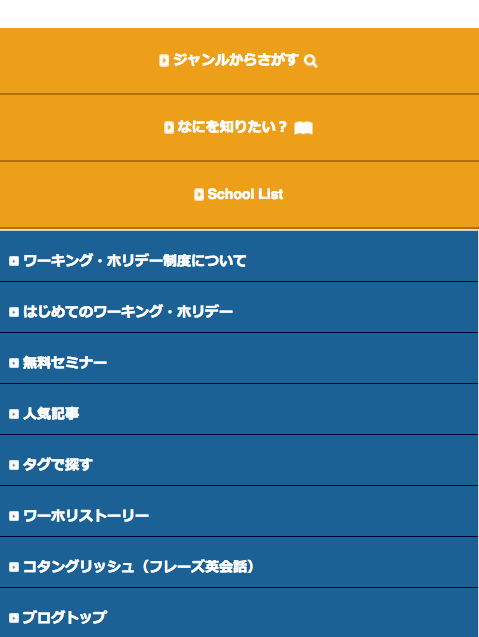 ジャンルからさがす
なにを知りたい？
School List
ワーキング・ホリデー制度について
はじめてのワーキング・ホリデー
無料セミナー
人気記事
タグで探す
ワーホリストーリー
コタングリッシュ（フレーズ英会話）
ブログトップ